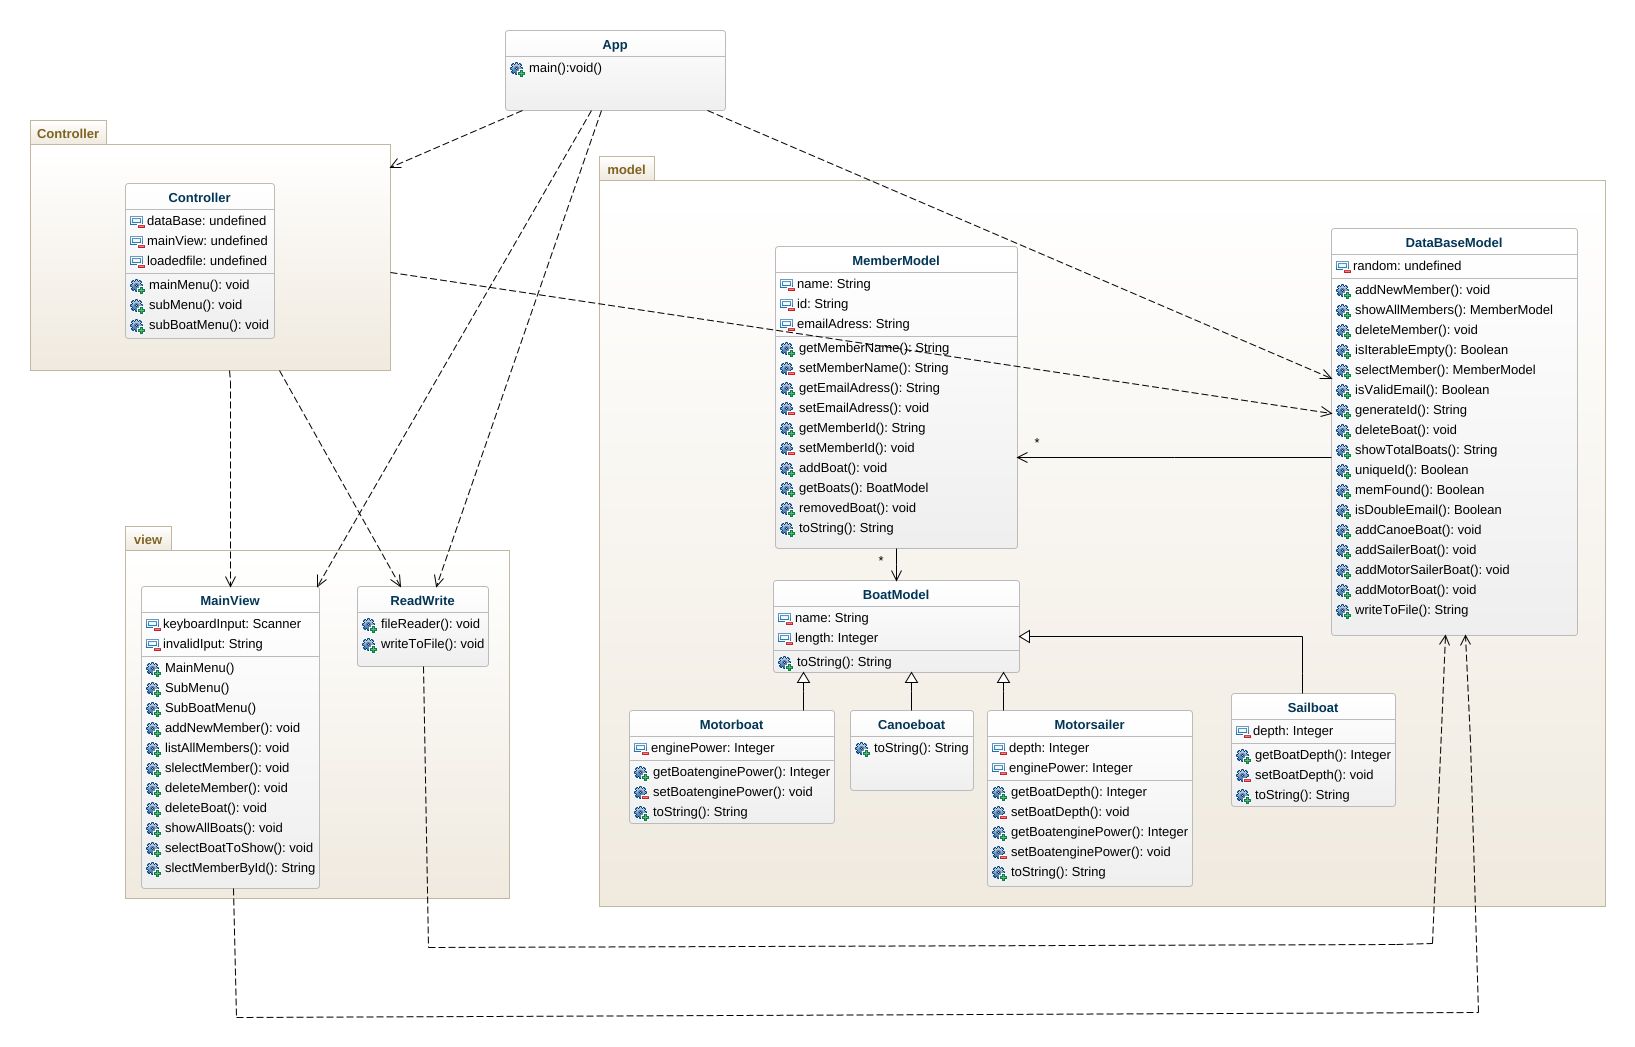 App
main():void()
Controller
Controller
dataBase: undefined
mainView: undefined
loadedfile: undefined
mainMenu(): void
subMenu(): void
subBoatMenu(): void
model
MemberModel
name: String
id: String
emailAdress: String
getMemberName(): String
setMemberName(): String
getEmailAdress(): String
setEmailAdress(): void
getMemberId(): String
setMemberId(): void
addBoat(): void
getBoats(): BoatModel
removedBoat(): void
toString(): String
DataBaseModel
random: undefined
addNewMember(): void
showAllMembers(): MemberModel
deleteMember(): void
isIterableEmpty(): Boolean
selectMember(): MemberModel
isValidEmail(): Boolean
generateId(): String
deleteBoat(): void
showTotalBoats(): String
uniqueId(): Boolean
memFound(): Boolean
isDoubleEmail(): Boolean
addCanoeBoat(): void
addSailerBoat(): void
addMotorSailerBoat(): void
addMotorBoat(): void
writeToFile(): String
*
*
view
MainView
keyboardInput: Scanner
invalidIput: String
MainMenu()
SubMenu()
SubBoatMenu()
addNewMember(): void
listAllMembers(): void
slelectMember(): void
deleteMember(): void
deleteBoat(): void
showAllBoats(): void
selectBoatToShow(): void
slectMemberById(): String
ReadWrite
fileReader(): void
writeToFile(): void
BoatModel
name: String
length: Integer
toString(): String
Motorboat
enginePower: Integer
getBoatenginePower(): Integer
setBoatenginePower(): void
toString(): String
Canoeboat
toString(): String
Motorsailer
depth: Integer
enginePower: Integer
getBoatDepth(): Integer
setBoatDepth(): void
getBoatenginePower(): Integer
setBoatenginePower(): void
toString(): String
Sailboat
depth: Integer
getBoatDepth(): Integer
setBoatDepth(): void
toString(): String